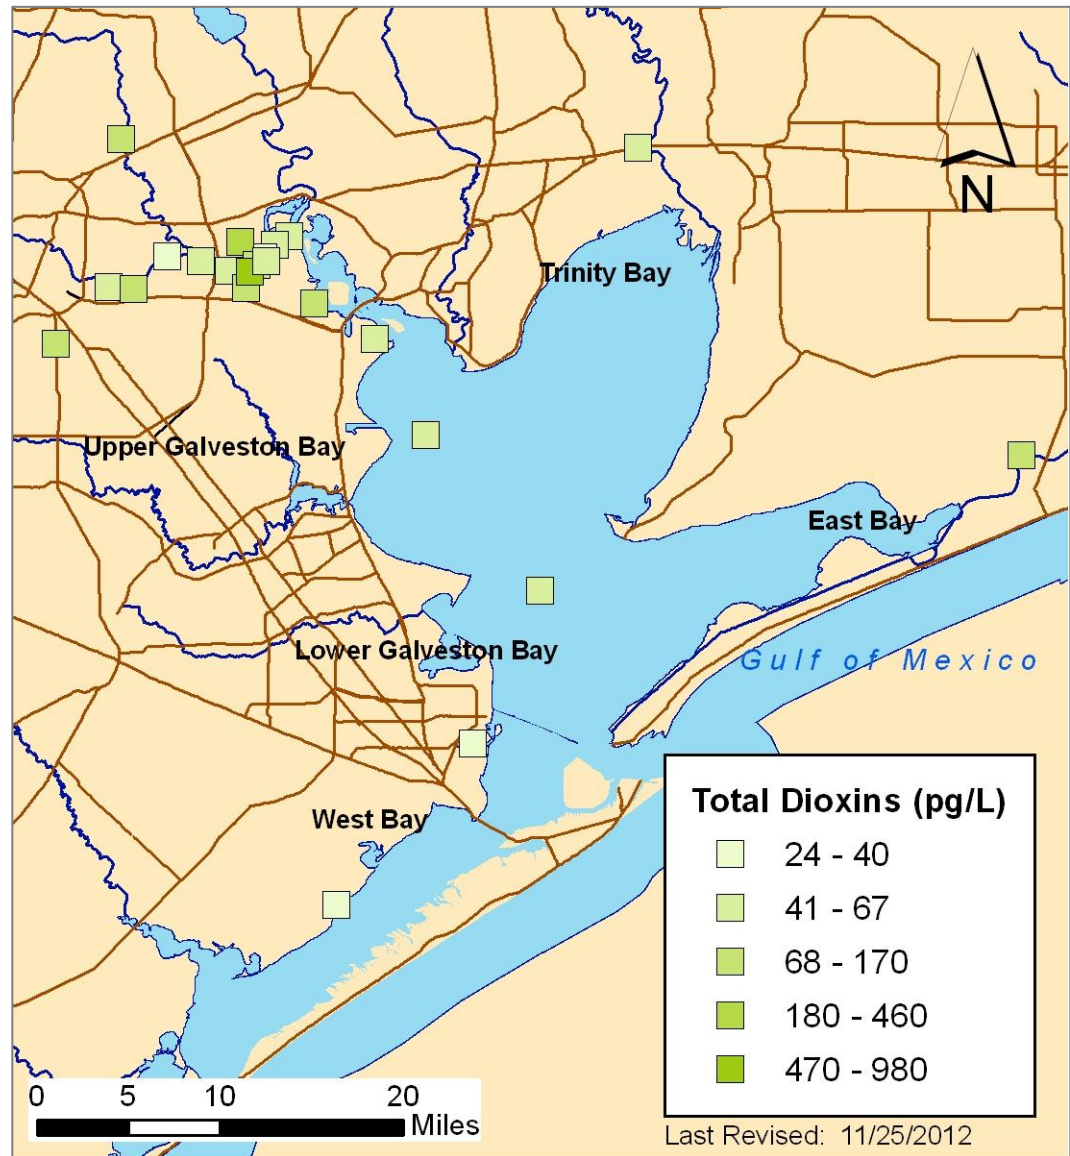 N
Trinity Bay
Upper Galveston Bay
East Bay
Lower Galveston Bay
Gulf of Mexico
West Bay
Total Dioxins (pg/L)
24 - 40
41 - 67
68 - 170
180 - 460
470 - 980
0 5 10 20
Miles
Last Revised: 11/25/2012